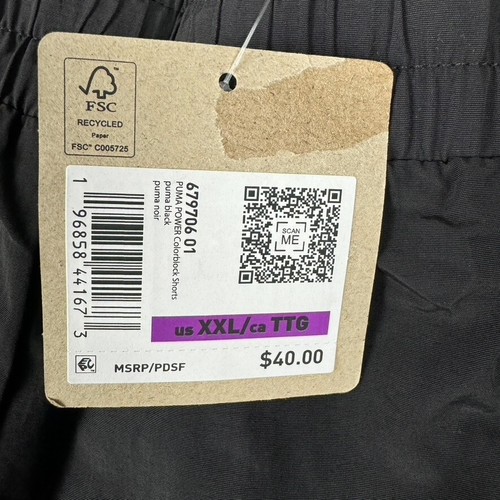 FSC
RECYCLED
Paper
FSC® C005725
679706 01
PUMA POWER Colorblock Shorts
puma black
puma noir
1 96858 44167 3
SCAN
ME
us XXL/ca TTG
MSRP/PDSF
$40.00